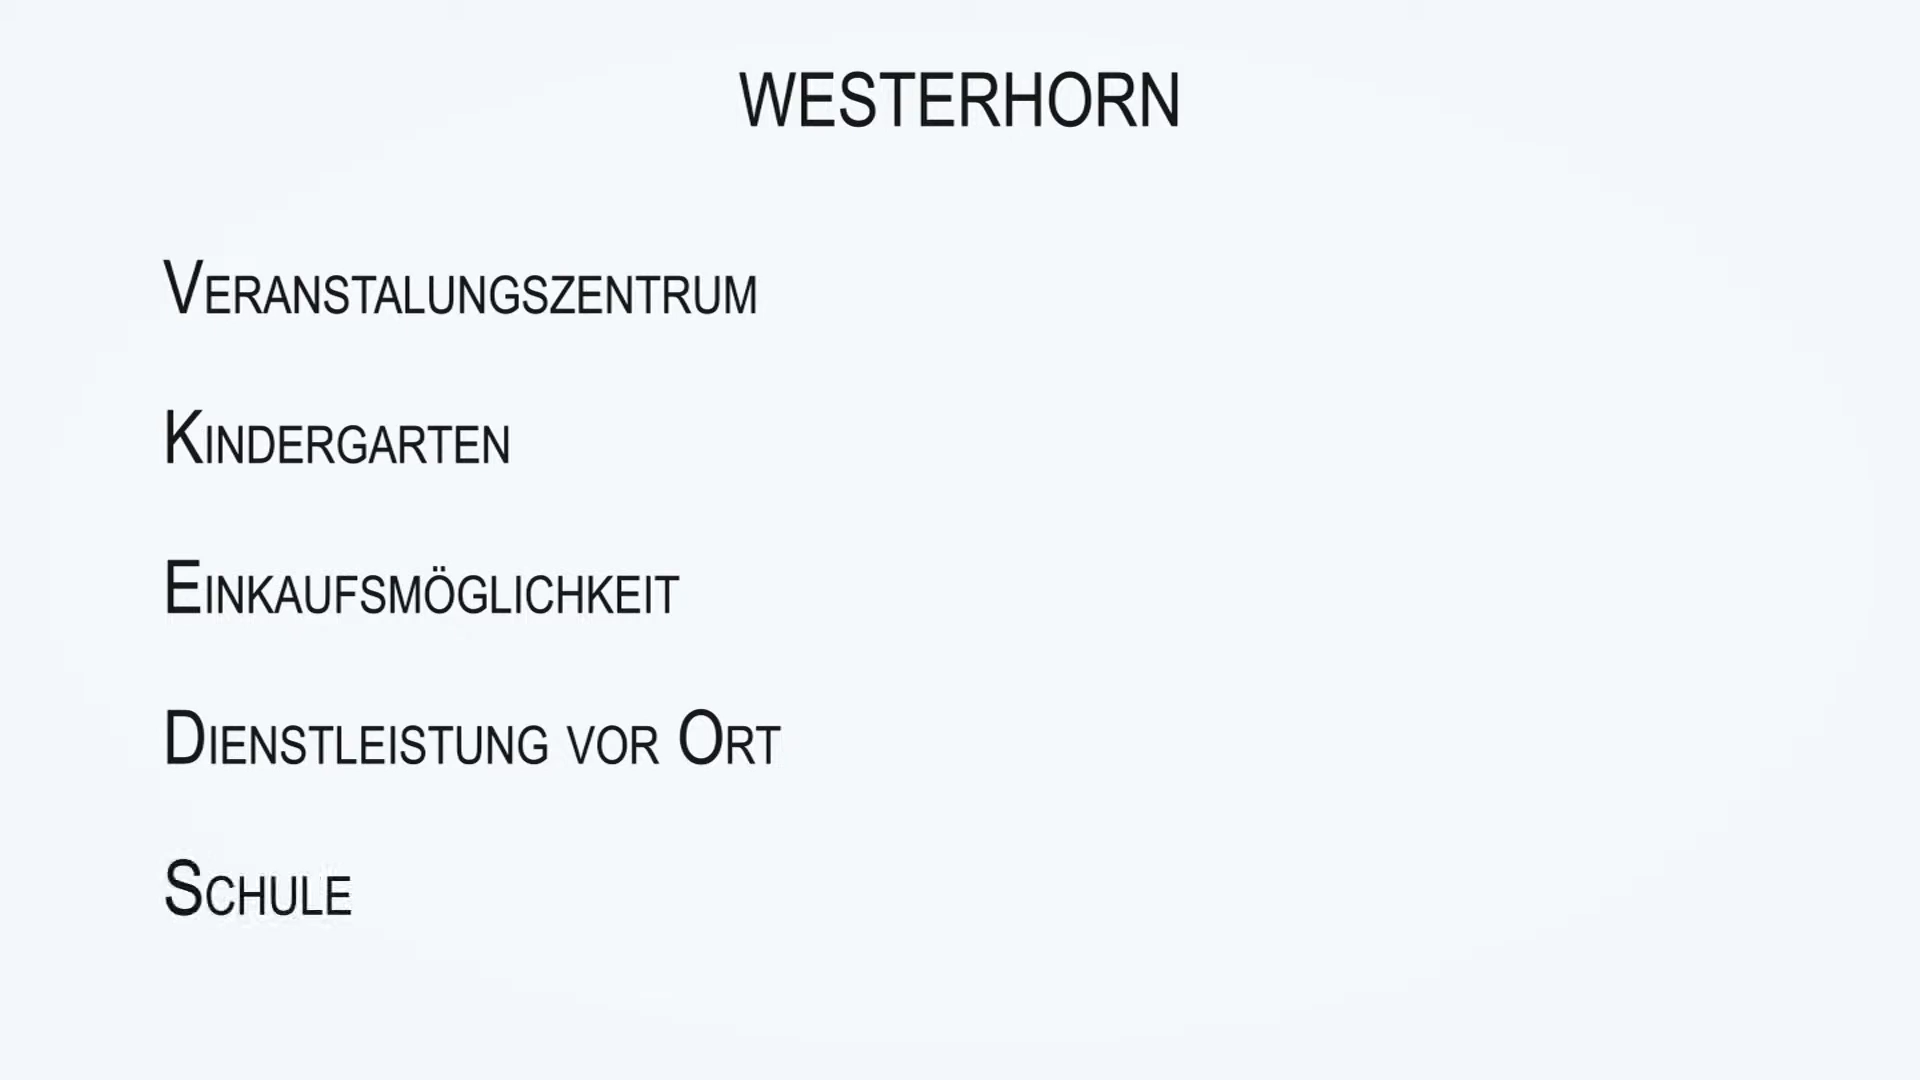 WESTERHORN
VERANSTALUNGSZENTRUM
KINDERGARTEN
EINKAUFSMÖGLICHKEIT
DIENSTLEISTUNG VOR ORT
SCHULE